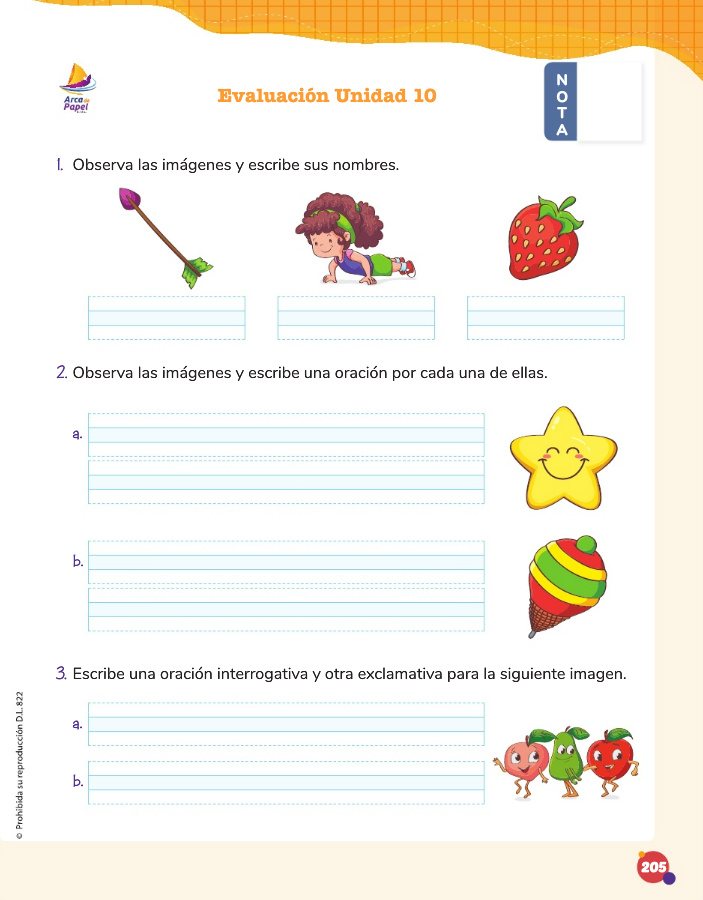 Arca de
Papel
Evaluación Unidad 10
N
O
T
A
1. Observa las imágenes y escribe sus nombres.
2. Observa las imágenes y escribe una oración por cada una de ellas.
a.
b.
3. Escribe una oración interrogativa y otra exclamativa para la siguiente imagen.
a.
b.
© Prohibida su reproducción D.L. 822
205